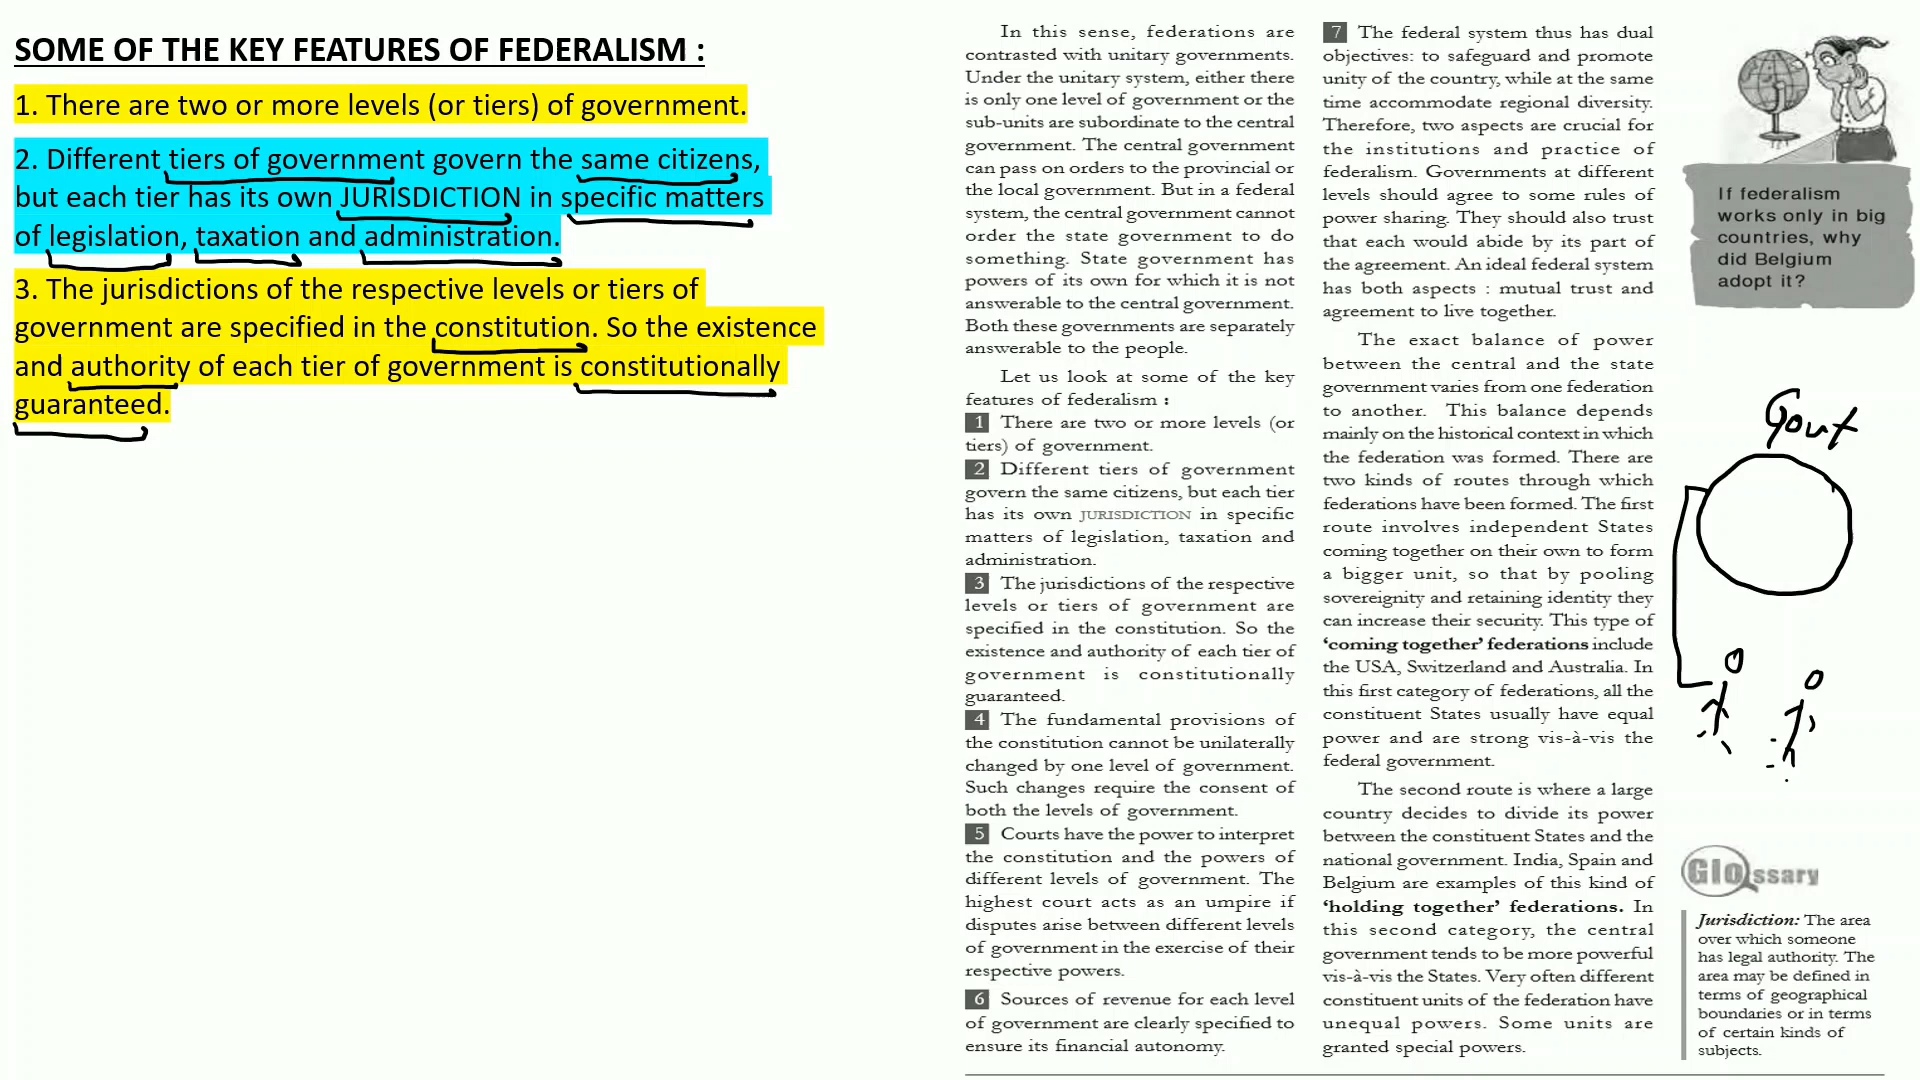 SOME OF THE KEY FEATURES OF FEDERALISM :
1. There are two or more levels (or tiers) of government.
2. Different tiers of government govern the same citizens,
but each tier has its own JURISDICTION in specific matters
of legislation, taxation and administration.
3. The jurisdictions of the respective levels or tiers of
government are specified in the constitution. So the existence
and authority of each tier of government is constitutionally
guaranteed.
In this sense, federations are
contrasted with unitary governments.
Under the unitary system, either there
is only one level of government or the
sub-units are subordinate to the central
government. The central government
can pass on orders to the provincial or
the local government. But in a federal
system, the central government cannot
order the state government to do
something. State government has
powers of its own for which it is not
answerable to the central government.
Both these governments are separately
answerable to the people.
Let us look at some of the key
features of federalism :
1 There are two or more levels (or
tiers) of government.
2 Different tiers of government
govern the same citizens, but each tier
has its own JURISDICTION in specific
matters of legislation, taxation and
administration.
3 The jurisdictions of the respective
levels or tiers of government are
specified in the constitution. So the
existence and authority of each tier of
government is constitutionally
guaranteed.
4 The fundamental provisions of
the constitution cannot be unilaterally
changed by one level of government.
Such changes require the consent of
both the levels of government.
5 Courts have the power to interpret
the constitution and the powers of
different levels of government. The
highest court acts as an umpire if
disputes arise between different levels
of government in the exercise of their
respective powers.
6 Sources of revenue for each level
of government are clearly specified to
ensure its financial autonomy.
7 The federal system thus has dual
objectives: to safeguard and promote
unity of the country, while at the same
time accommodate regional diversity.
Therefore, two aspects are crucial for
the institutions and practice of
federalism. Governments at different
levels should agree to some rules of
power sharing. They should also trust
that each would abide by its part of
the agreement. An ideal federal system
has both aspects : mutual trust and
agreement to live together.
The exact balance of power
between the central and the state
government varies from one federation
to another. This balance depends
mainly on the historical context in which
the federation was formed. There are
two kinds of routes through which
federations have been formed. The first
route involves independent States
coming together on their own to form
a bigger unit, so that by pooling
sovereignty and retaining identity they
can increase their security. This type of
‘coming together’ federations include
the USA, Switzerland and Australia. In
this first category of federations, all the
constituent States usually have equal
power and are strong vis-à-vis the
federal government.
The second route is where a large
country decides to divide its power
between the constituent States and the
national government. India, Spain and
Belgium are examples of this kind of
‘holding together’ federations. In
this second category, the central
government tends to be more powerful
vis-à-vis the States. Very often different
constituent units of the federation have
unequal powers. Some units are
granted special powers.
If federalism
works only in big
countries, why
did Belgium
adopt it?
Govt
Glossary
Jurisdiction: The area
over which someone
has legal authority. The
area may be defined in
terms of geographical
boundaries or in terms
of certain kinds of
subjects.